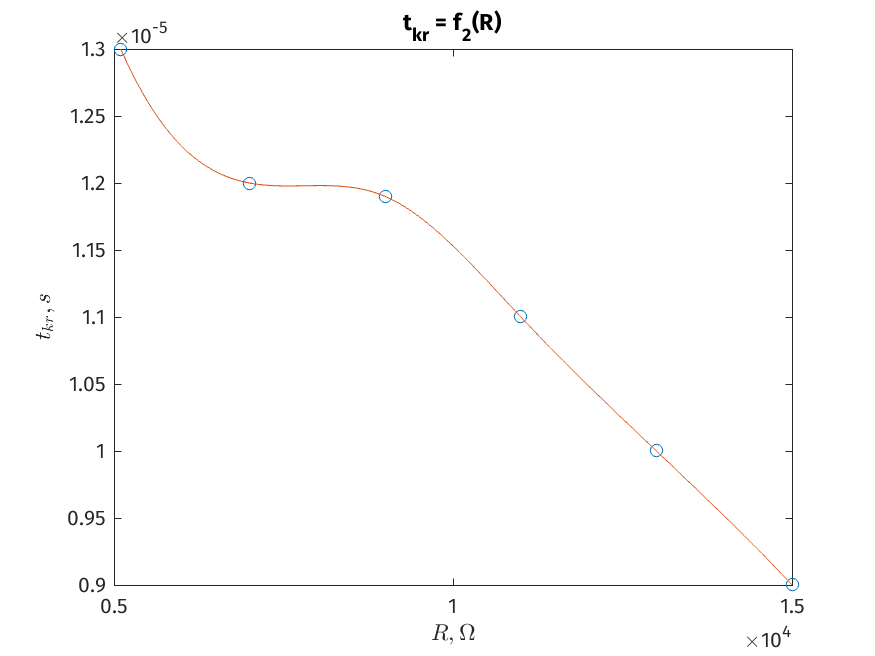 t_kr = f_2(R)
×10^-5
1.3
1.25
1.2
1.15
1.1
1.05
1
0.95
0.9
t_kr, s
0.5 1 1.5
×10^4
R, Ω